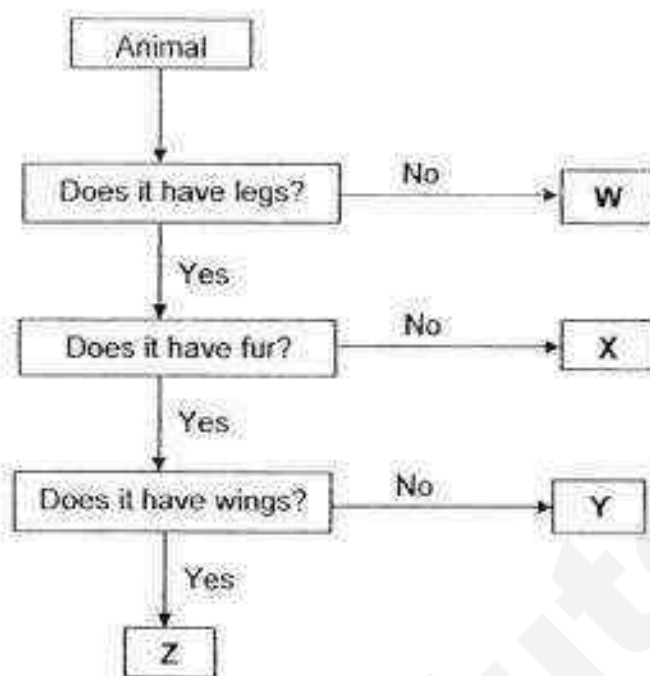 Animal
Does it have legs?
No
W
Yes
Does it have fur?
No
X
Yes
Does it have wings?
No
Y
Yes
Z